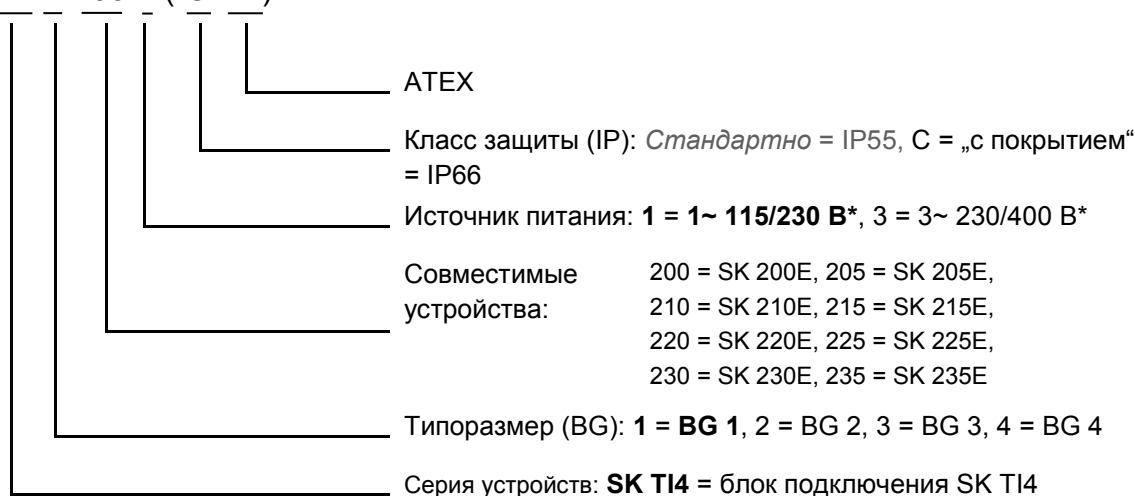 ATEX
Класс защиты (IP): Стандартно = IP55, C = „с покрытием“
= IP66
Источник питания: 1 = 1~ 115/230 В*, 3 = 3~ 230/400 В*
Совместимые
устройства:
200 = SK 200E, 205 = SK 205E,
210 = SK 210E, 215 = SK 215E,
220 = SK 220E, 225 = SK 225E,
230 = SK 230E, 235 = SK 235E
Типоразмер (BG): 1 = BG 1, 2 = BG 2, 3 = BG 3, 4 = BG 4
Серия устройств: SK TI4 = блок подключения SK TI4